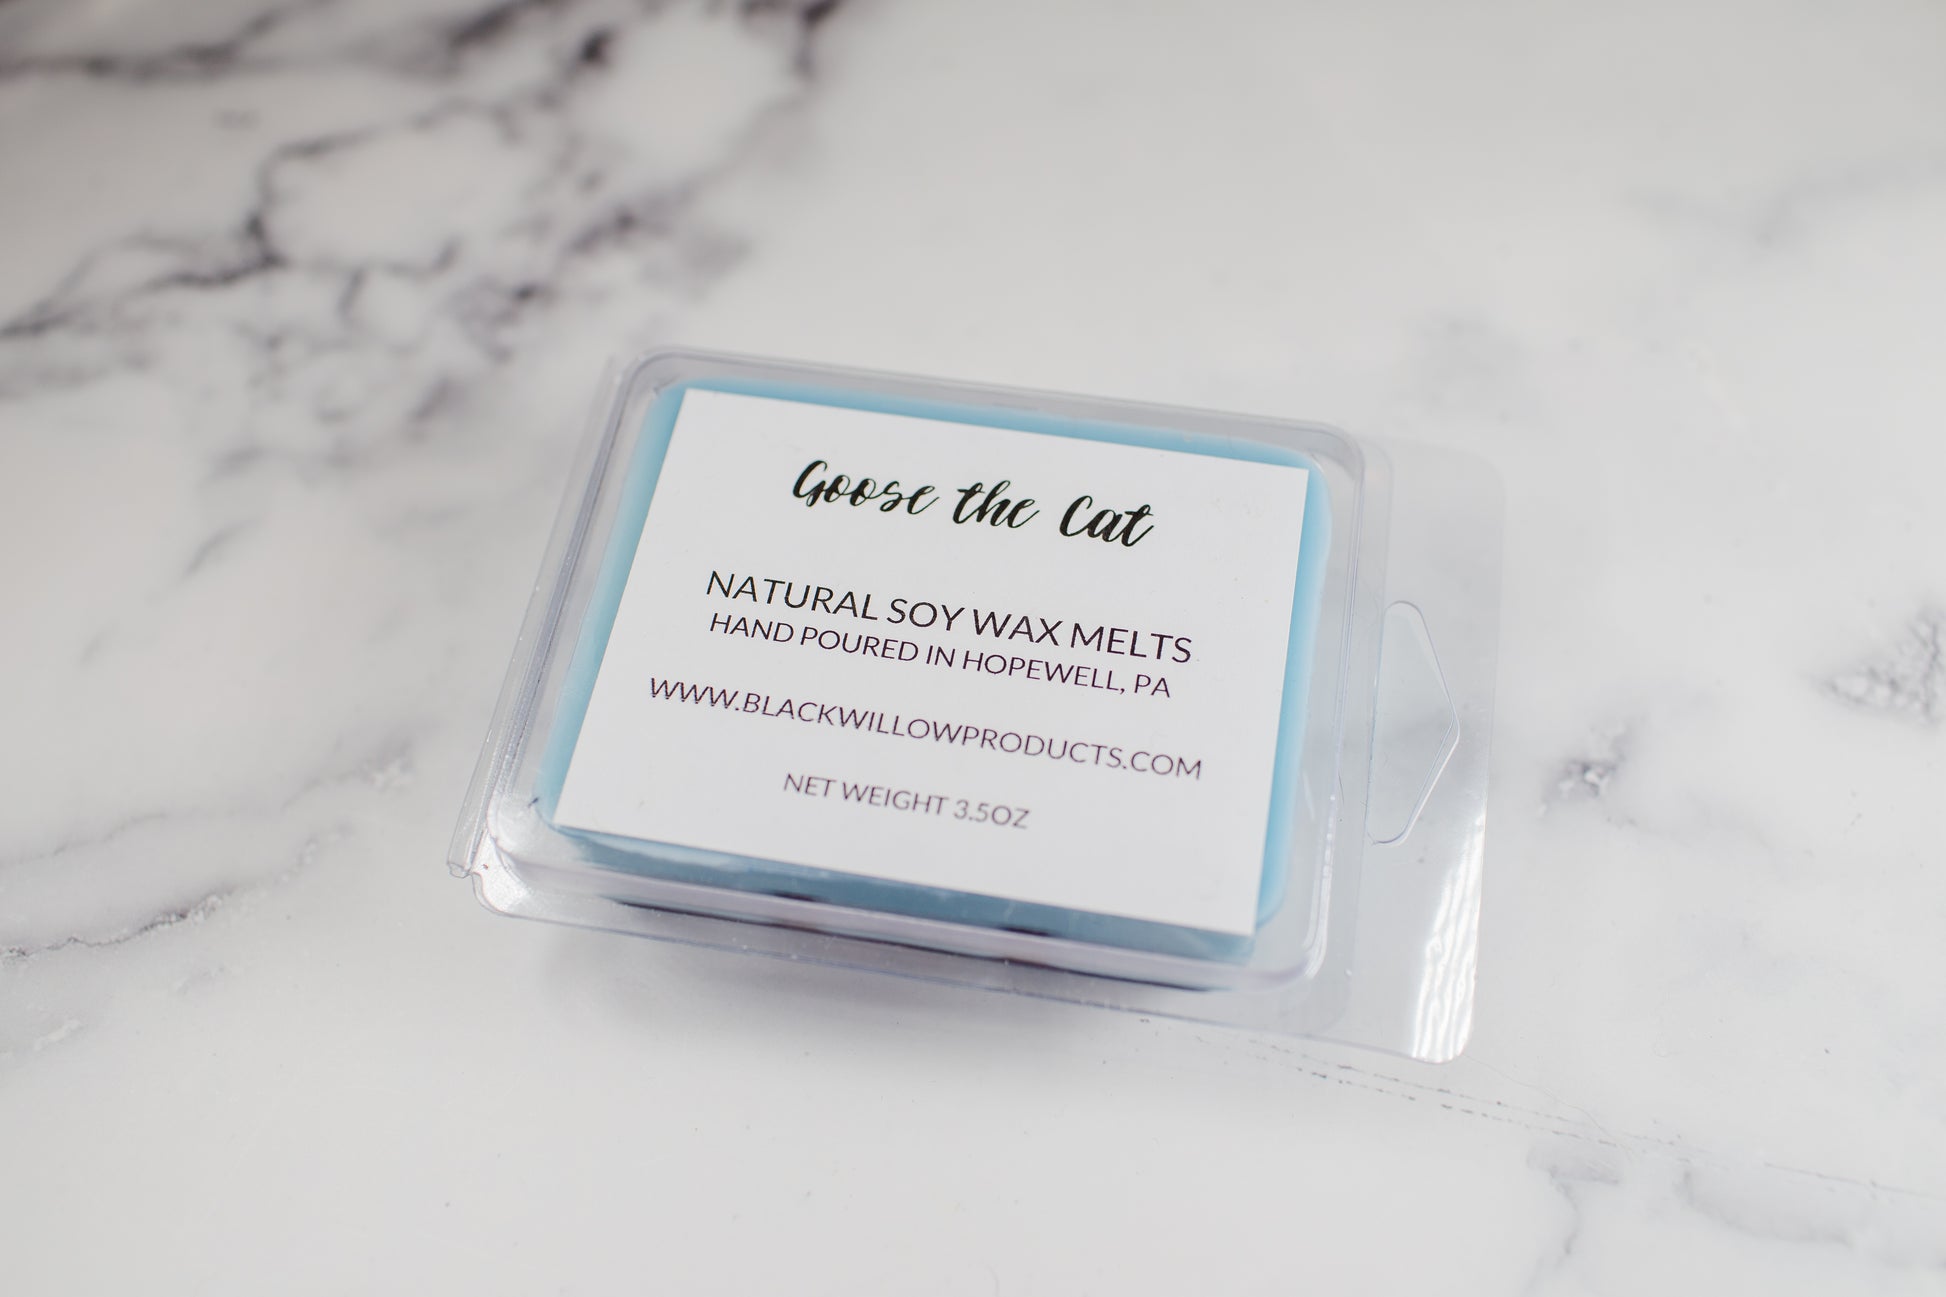 Goose the Cat
NATURAL SOY WAX MELTS
HAND POURED IN HOPEWELL, PA
WWW.BLACKWILLOWPRODUCTS.COM
NET WEIGHT 3.5OZ